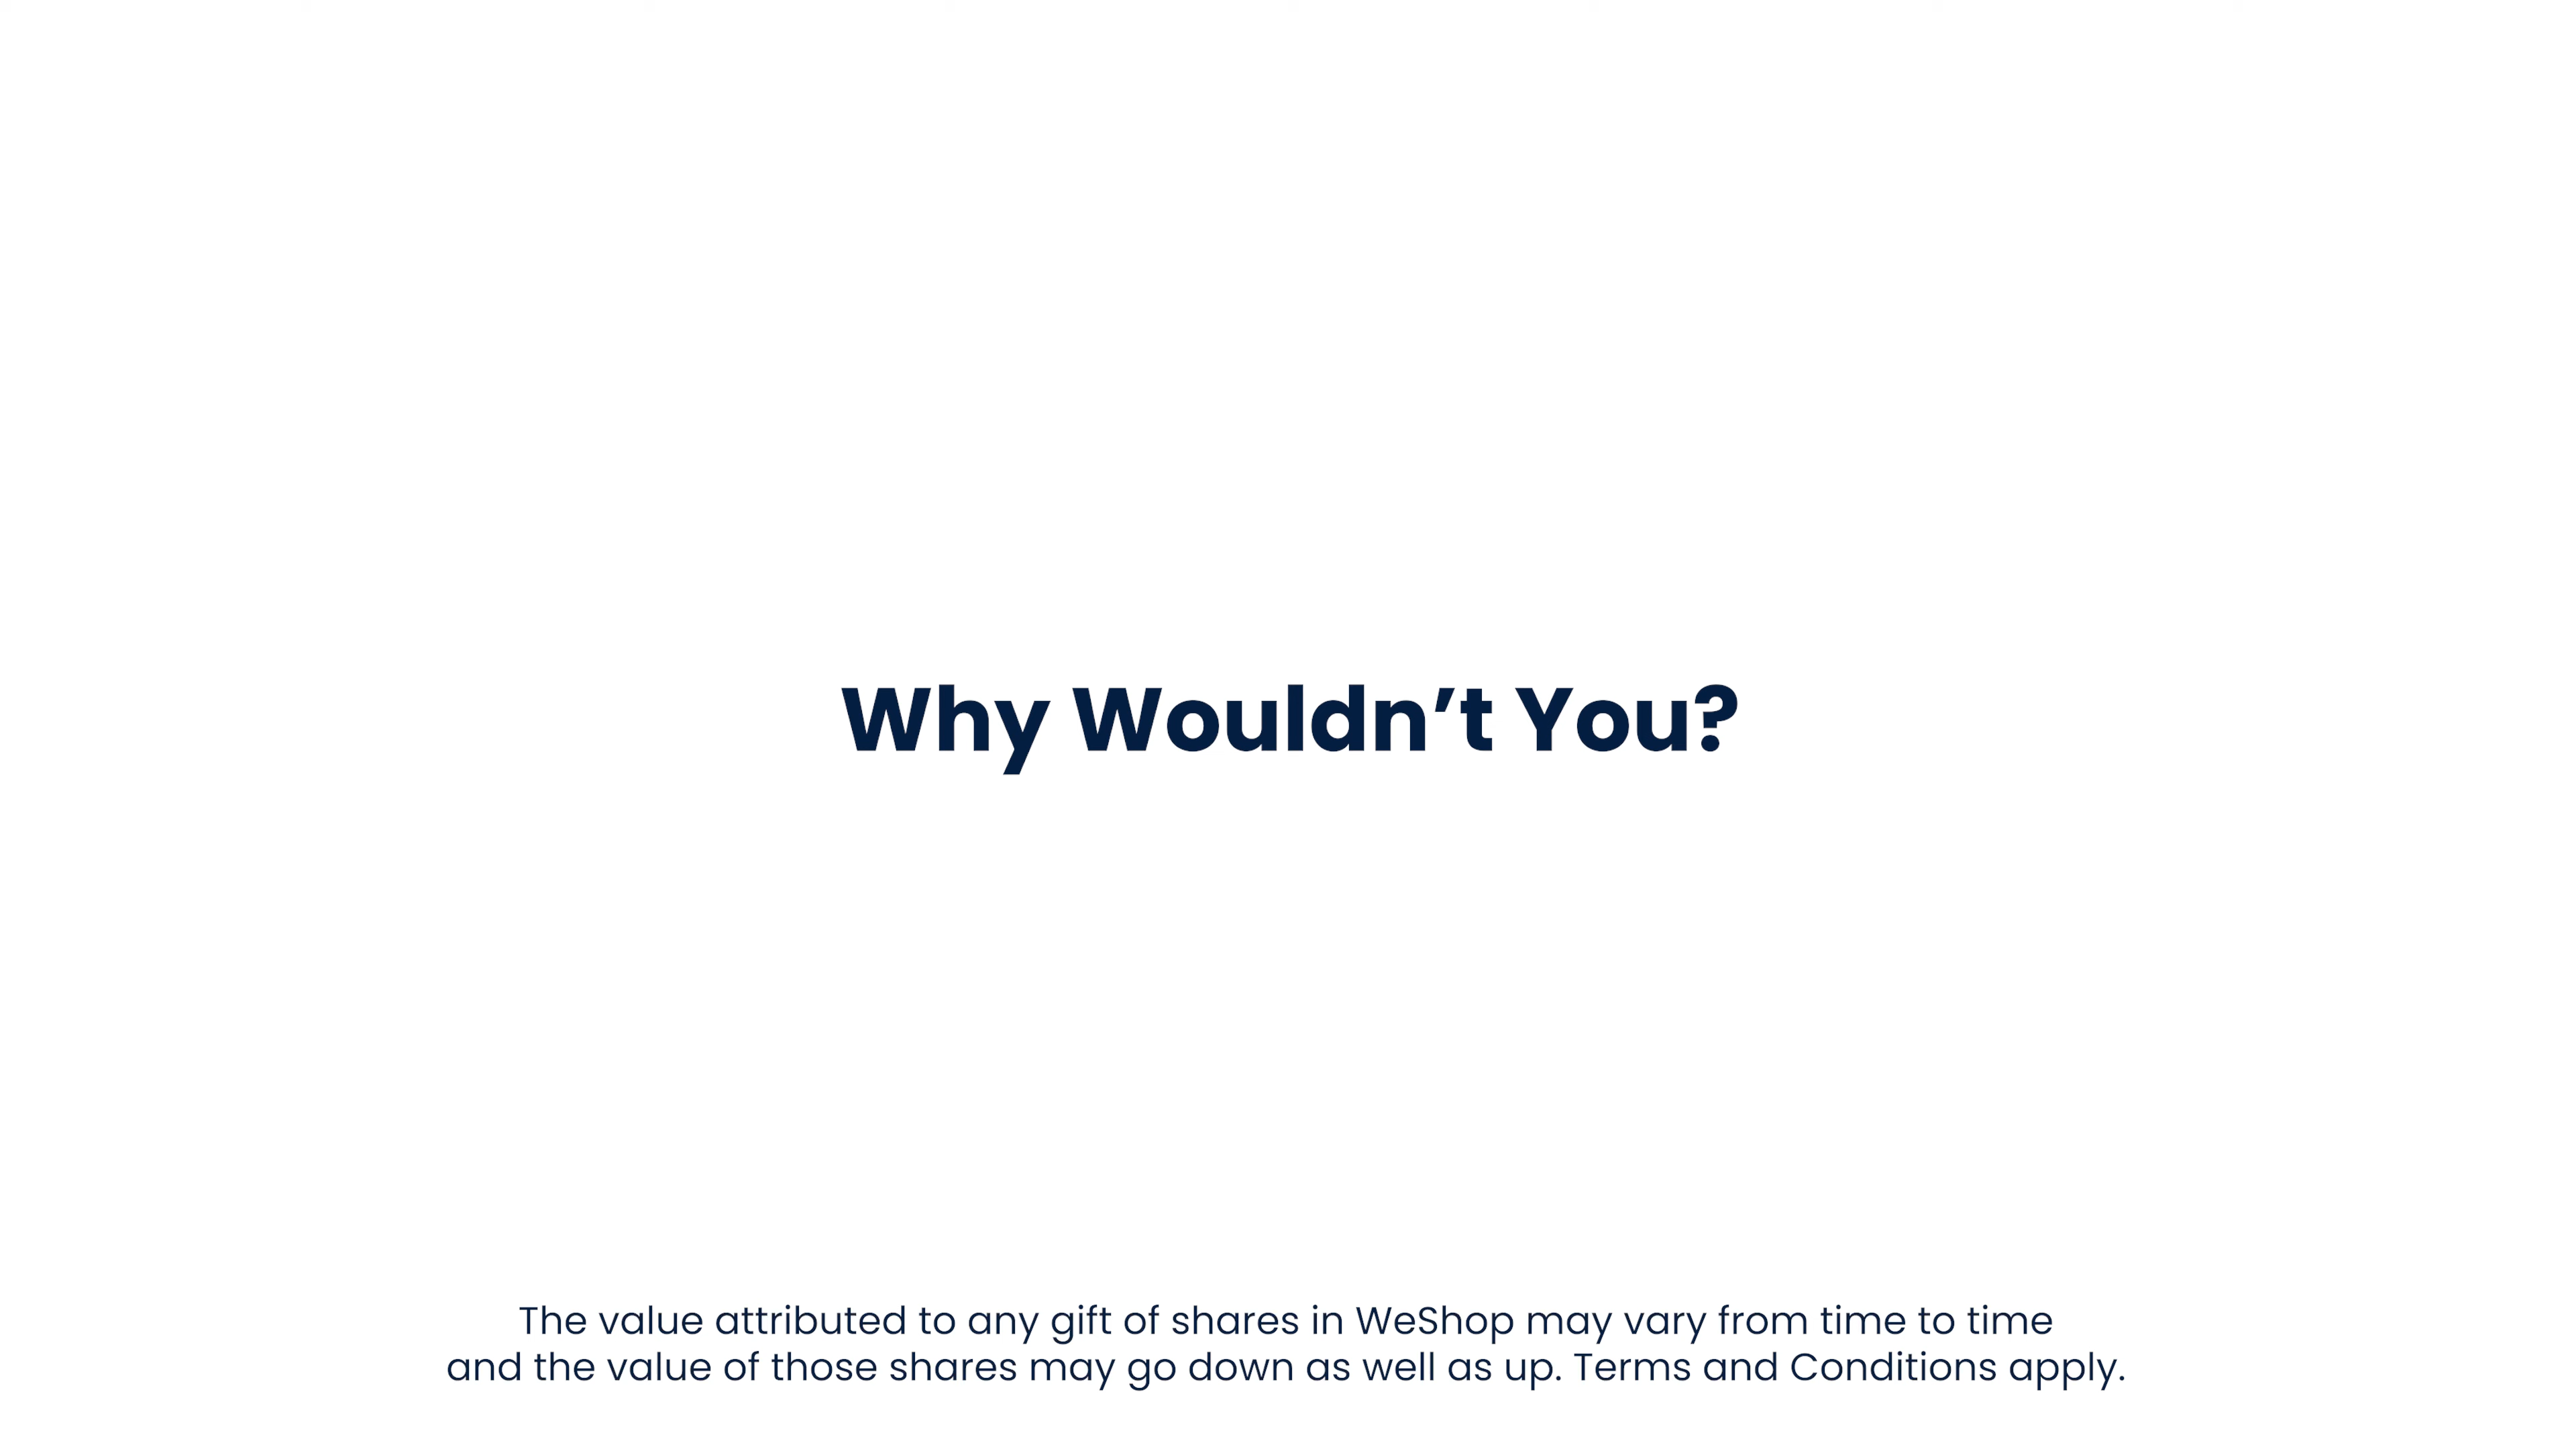 Why Wouldn’t You?
The value attributed to any gift of shares in WeShop may vary from time to time
and the value of those shares may go down as well as up. Terms and Conditions apply.